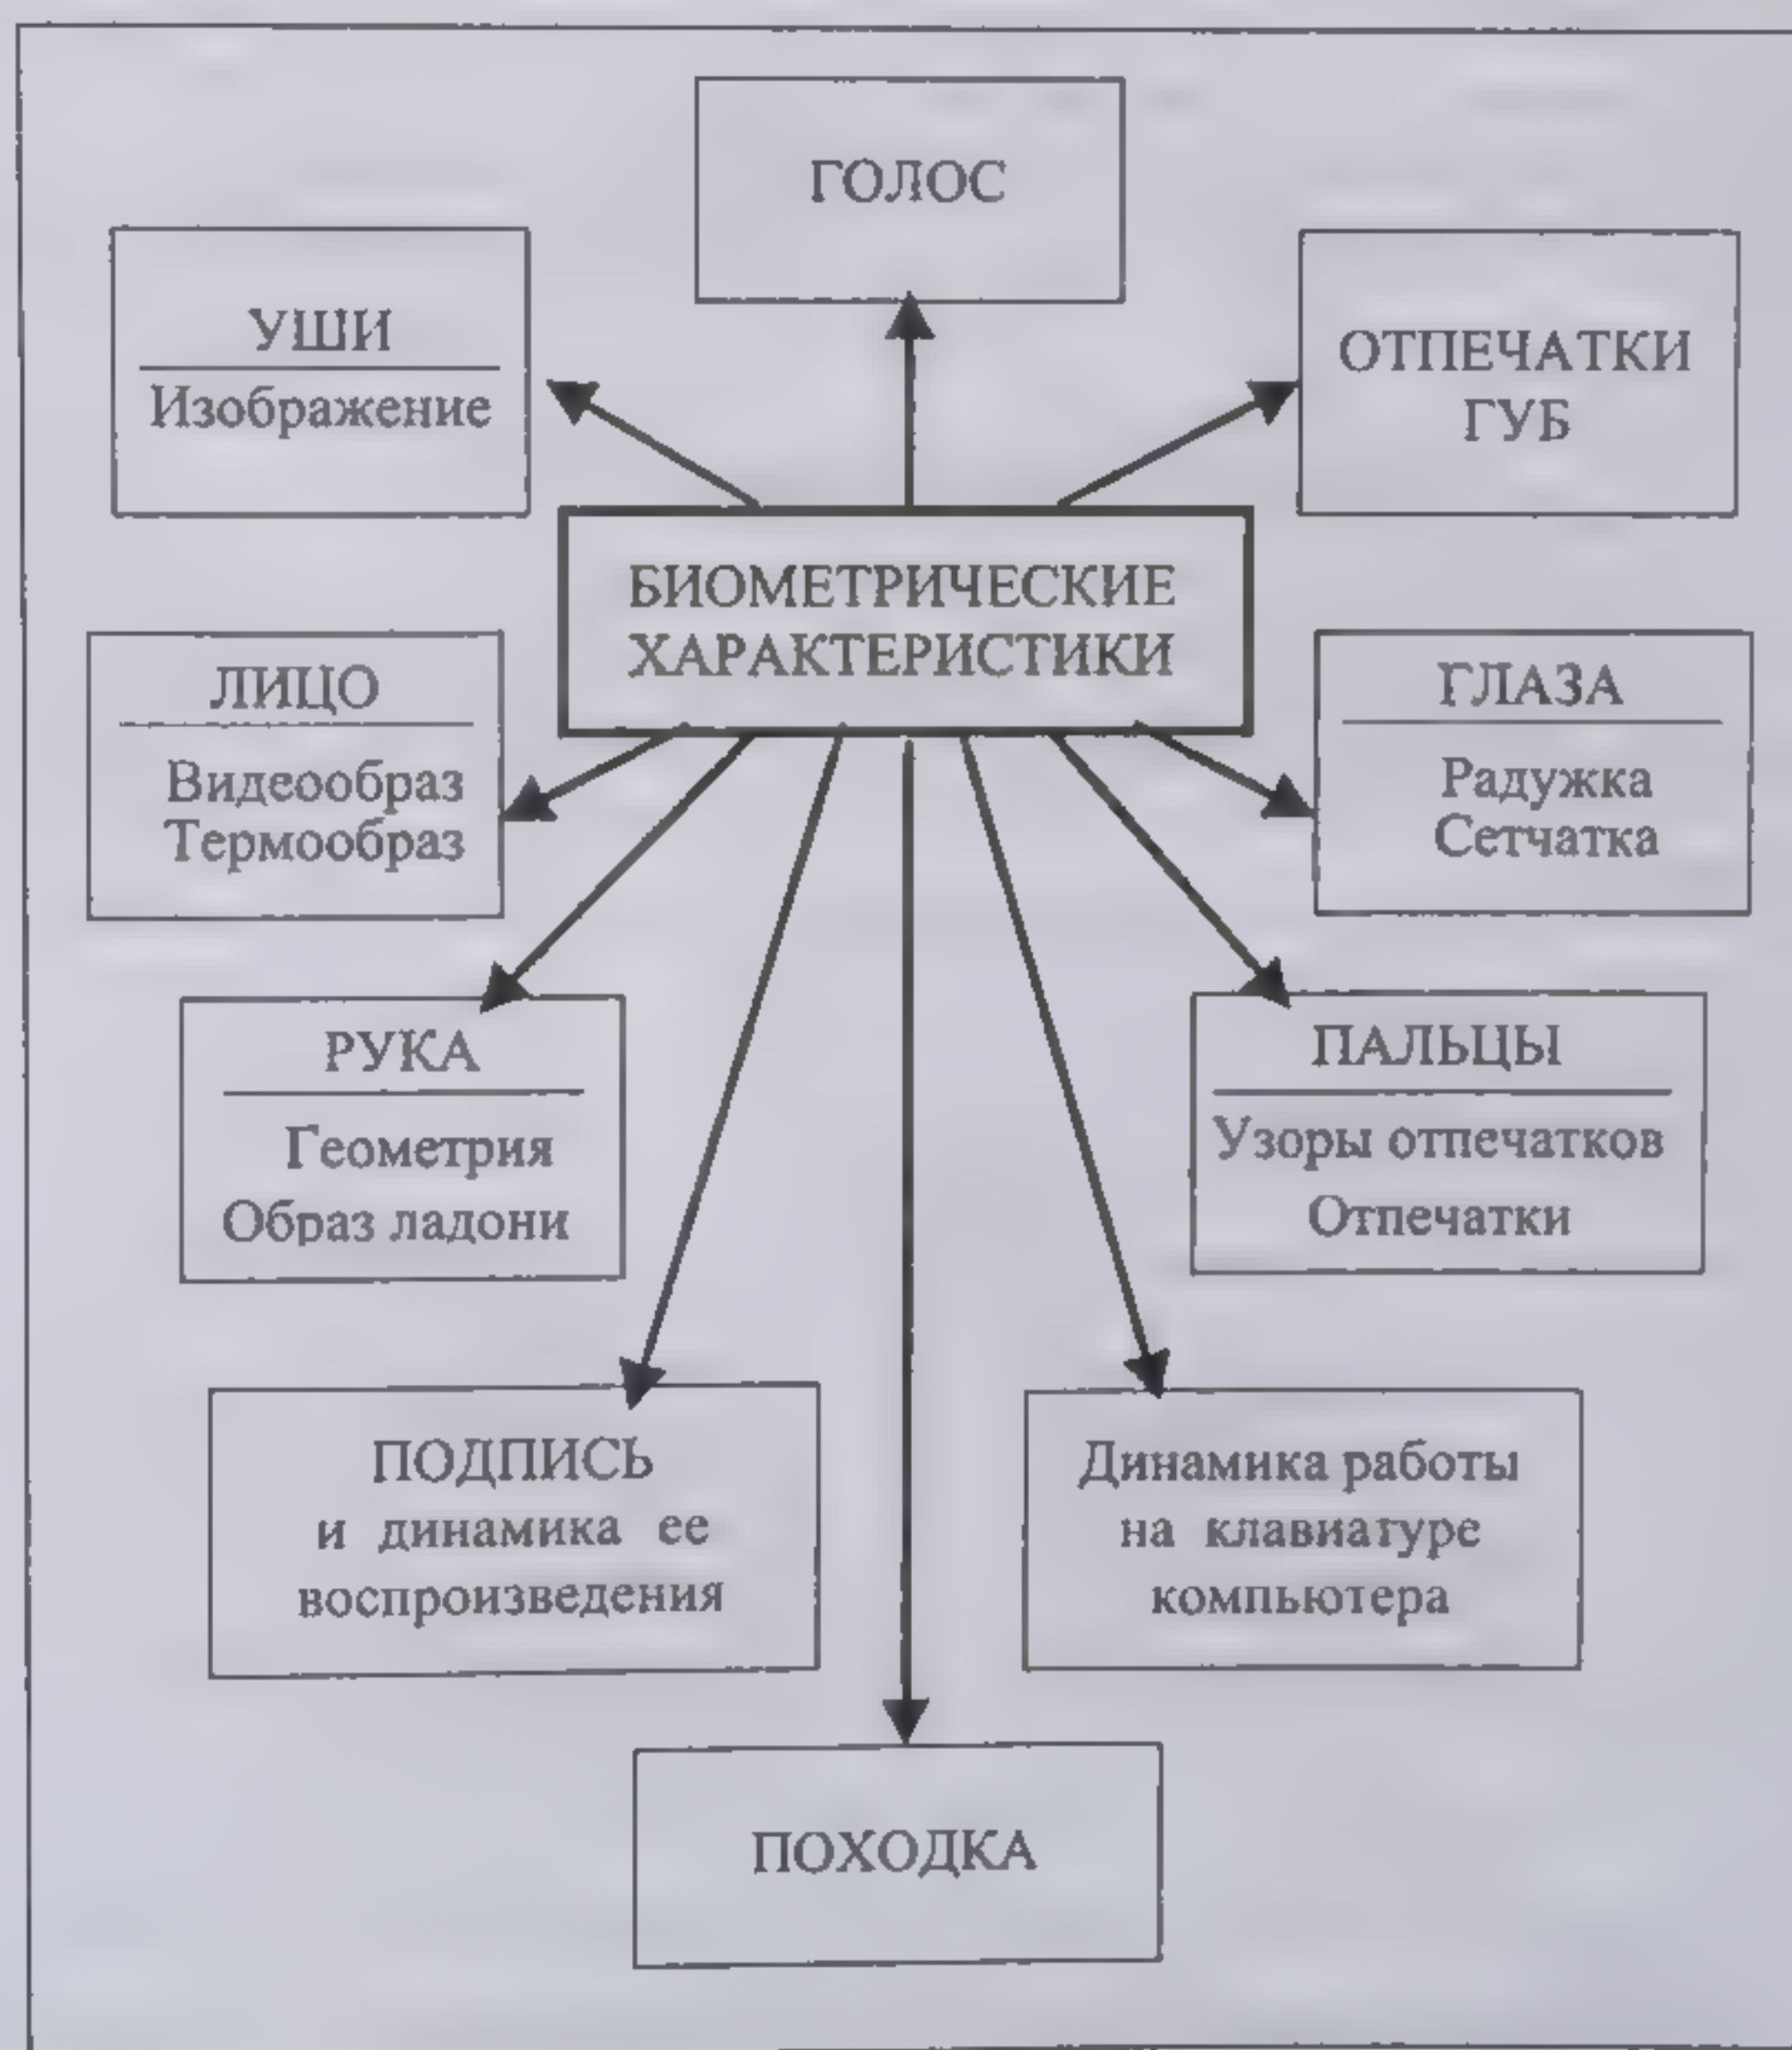 ГОЛОС
УШИ
Изображение
ОТПЕЧАТКИ
ГУБ
БИОМЕТРИЧЕСКИЕ
ХАРАКТЕРИСТИКИ
ЛИЦО
Видеообраз
Термообраз
ГЛАЗА
Радужка
Сетчатка
РУКА
Геометрия
Образ ладони
ПАЛЬЦЫ
Узоры отпечатков
Отпечатки
ПОДПИСЬ
и динамика ее
воспроизведения
Динамика работы
на клавиатуре
компьютера
ПОХОДКА